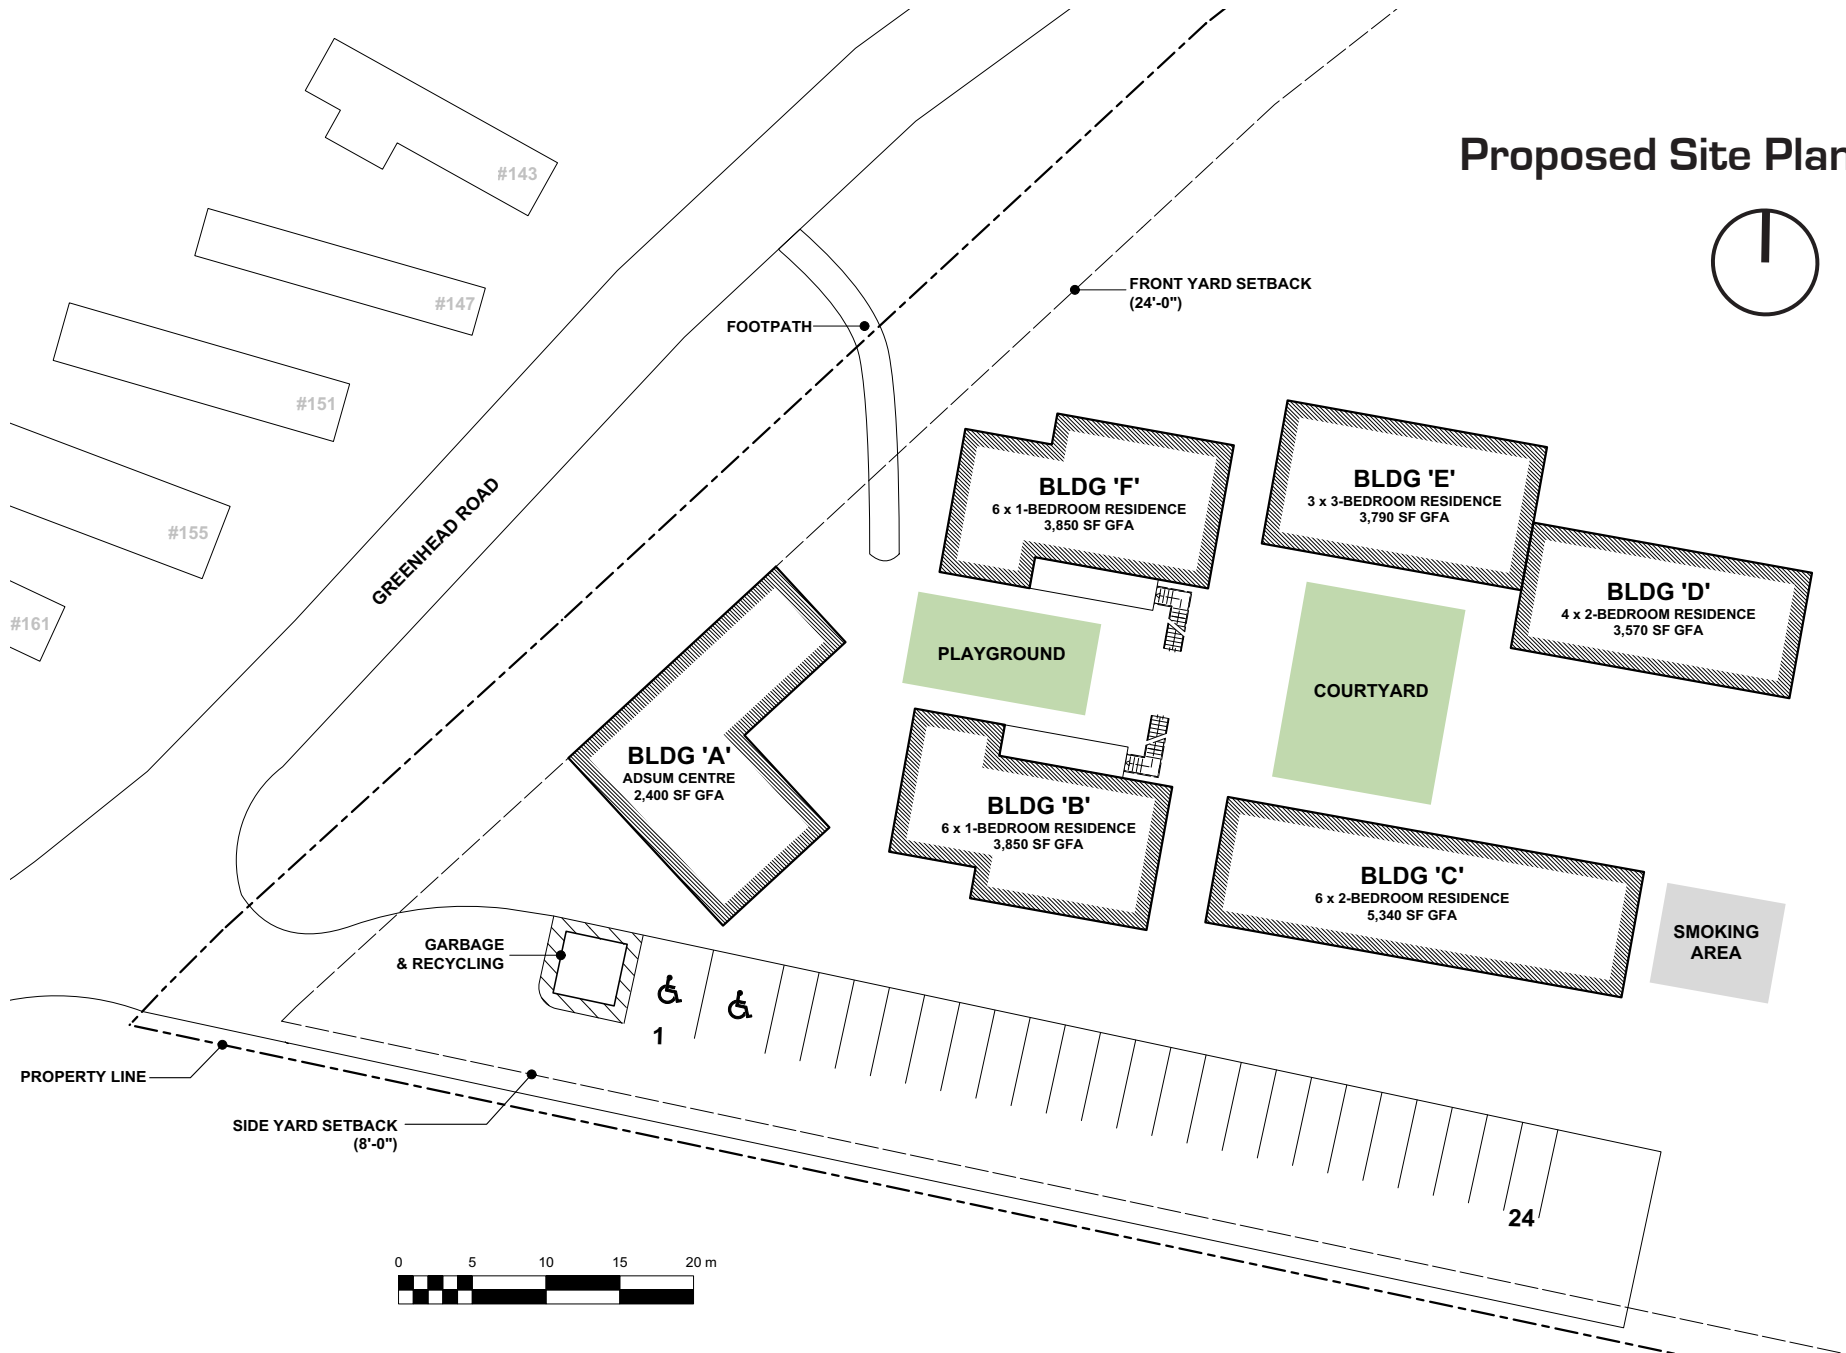 Proposed Site Plan
#143
#147
#151
#155
#161
GREENHEAD ROAD
FOOTPATH
FRONT YARD SETBACK
(24'-0")
BLDG 'F'
6 x 1-BEDROOM RESIDENCE
3,850 SF GFA
BLDG 'E'
3 x 3-BEDROOM RESIDENCE
3,790 SF GFA
BLDG 'D'
4 x 2-BEDROOM RESIDENCE
3,570 SF GFA
PLAYGROUND
COURTYARD
BLDG 'A'
ADSUM CENTRE
2,400 SF GFA
BLDG 'B'
6 x 1-BEDROOM RESIDENCE
3,850 SF GFA
BLDG 'C'
6 x 2-BEDROOM RESIDENCE
5,340 SF GFA
SMOKING
AREA
GARBAGE
& RECYCLING
1
24
PROPERTY LINE
SIDE YARD SETBACK
(8'-0")
0 5 10 15 20 m